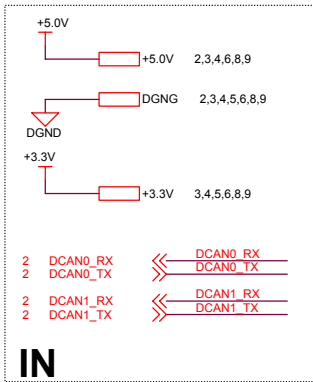 +5.0V
+5.0V 2,3,4,6,8,9
DGNG 2,3,4,5,6,8,9
DGND
+3.3V
+3.3V 3,4,5,6,8,9
2 DCAN0_RX DCAN0_RX
2 DCAN0_TX DCAN0_TX
2 DCAN1_RX DCAN1_RX
2 DCAN1_TX DCAN1_TX
IN